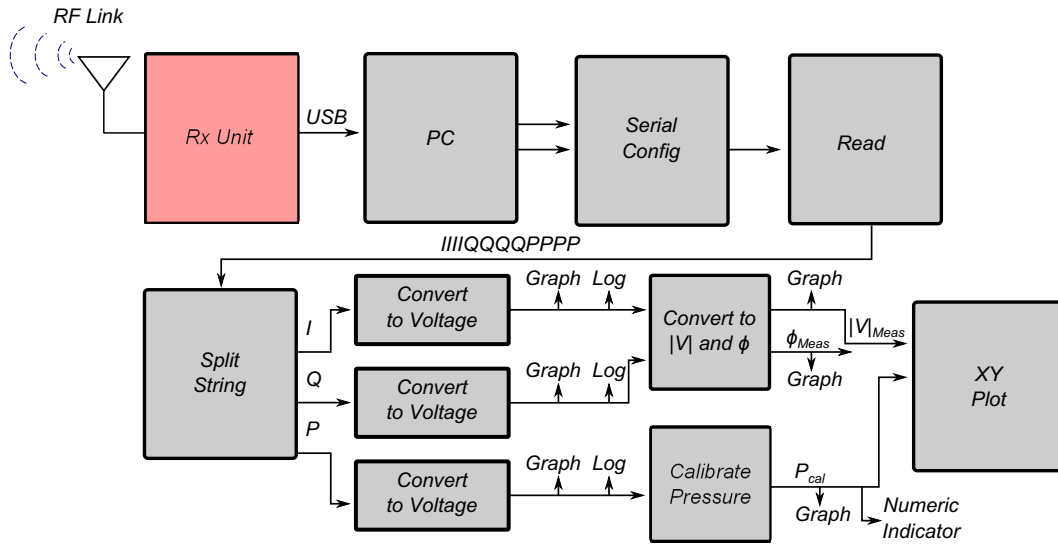 RF Link
Rx Unit
USB
PC
Serial
Config
Read
IIIIQQQQPPPP
Split
String
I
Q
P
Convert
to Voltage
Graph
Log
Convert
to Voltage
Graph
Log
Convert
to Voltage
Graph
Log
Convert to
|V| and ϕ
Graph
|V|Meas
ϕMeas
Graph
Calibrate
Pressure
Pcal
Graph
Numeric
Indicator
XY
Plot